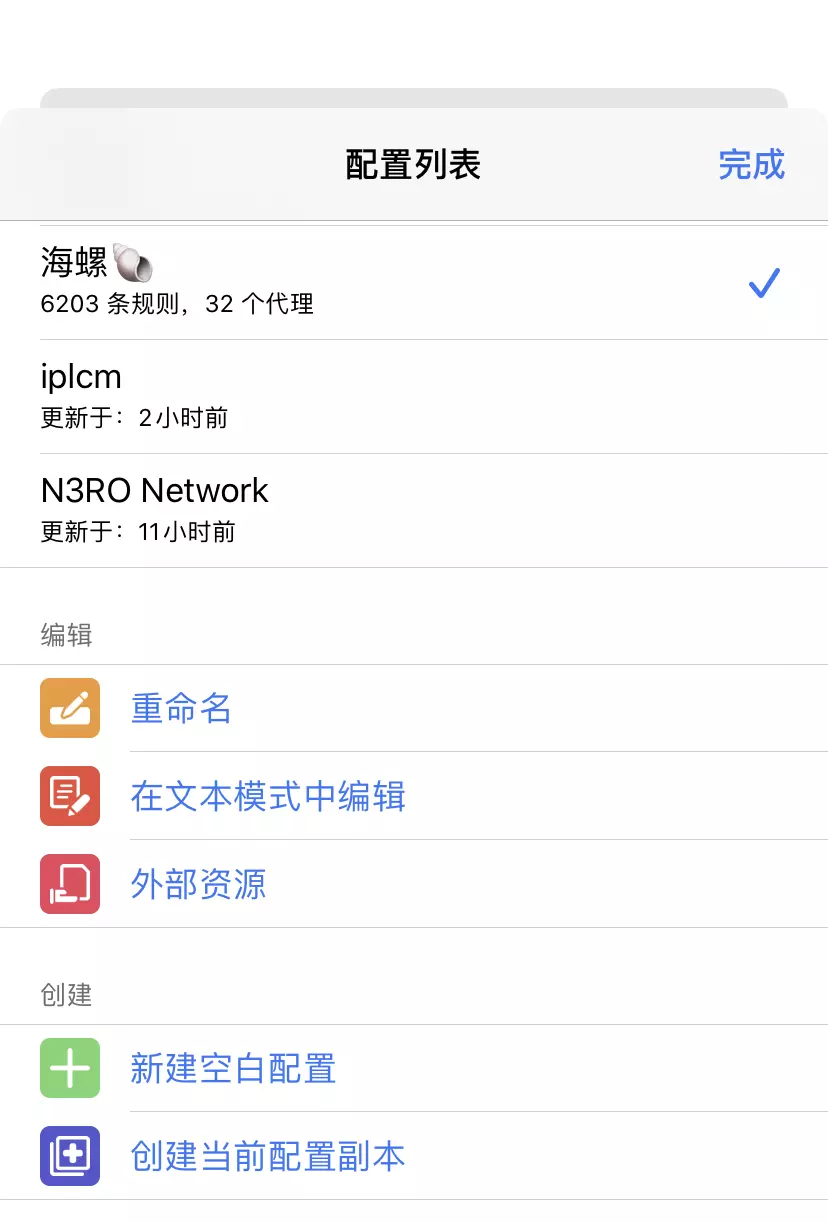 配置列表
完成
海螺🐚
6203 条规则，32 个代理
iplcm
更新于：2小时前
N3RO Network
更新于：11小时前
编辑
重命名
在文本模式中编辑
外部资源
创建
新建空白配置
创建当前配置副本